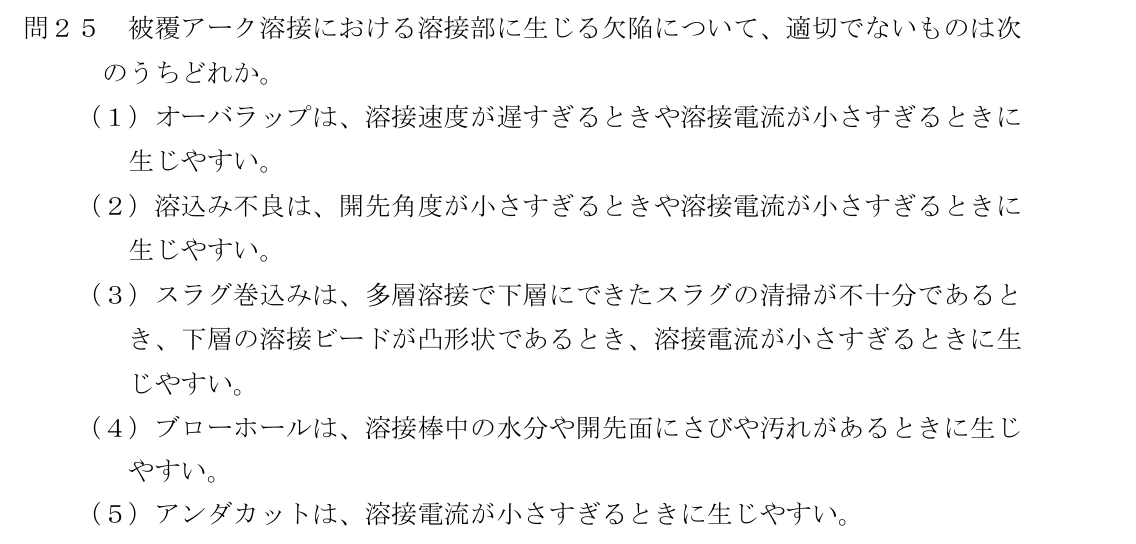 問２５　被覆アーク溶接における溶接部に生じる欠陥について、適切でないものは次
のうちどれか。
（１）オーバラップは、溶接速度が遅すぎるときや溶接電流が小さすぎるときに
生じやすい。
（２）溶込み不良は、開先角度が小さすぎるときや溶接電流が小さすぎるときに
生じやすい。
（３）スラグ巻込みは、多層溶接で下層にできたスラグの清掃が不十分であると
き、下層の溶接ビードが凸形状であるとき、溶接電流が小さすぎるときに生
じやすい。
（４）ブローホールは、溶接棒中の水分や開先面にさびや汚れがあるときに生じ
やすい。
（５）アンダカットは、溶接電流が小さすぎるときに生じやすい。